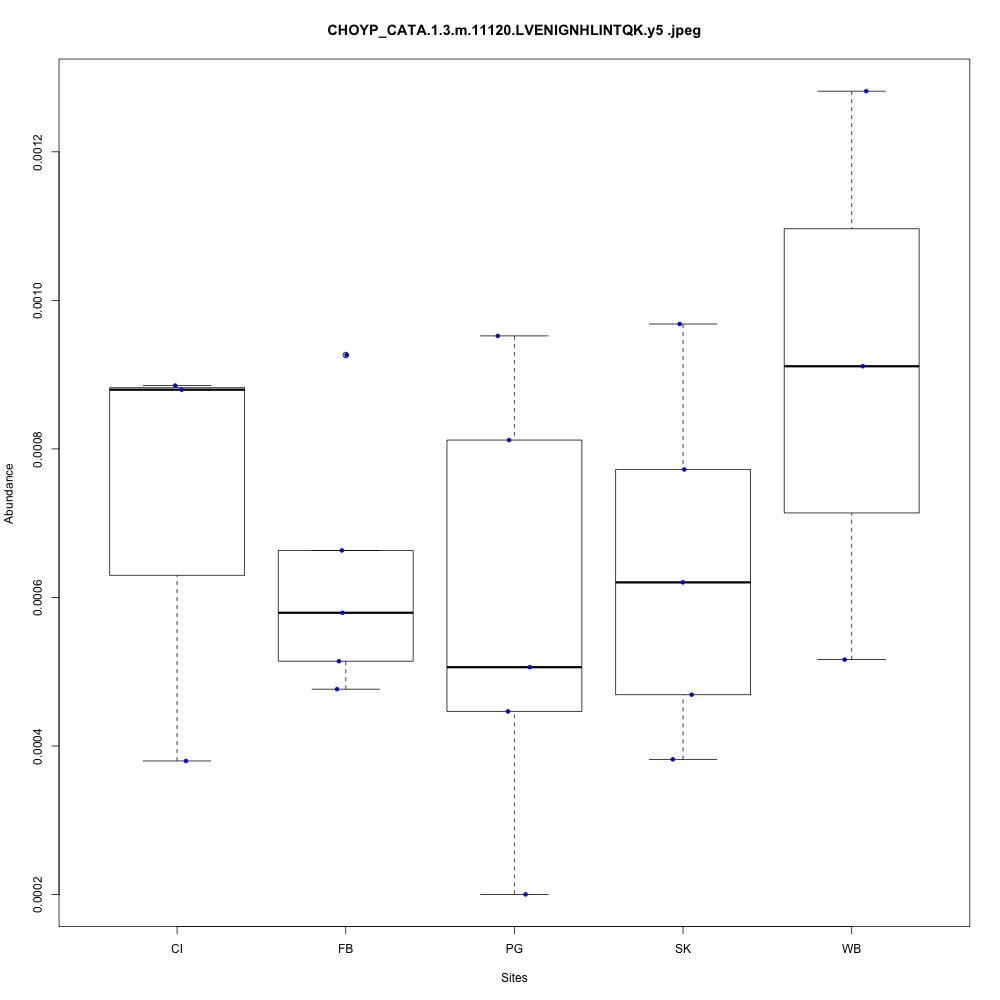 CHOYP_CATA.1.3.m.11120.LVENIGNHLINTQK.y5 .jpeg
0.0012
0.0010
0.0008
0.0006
0.0004
0.0002
Abundance
CI FB PG SK WB
Sites